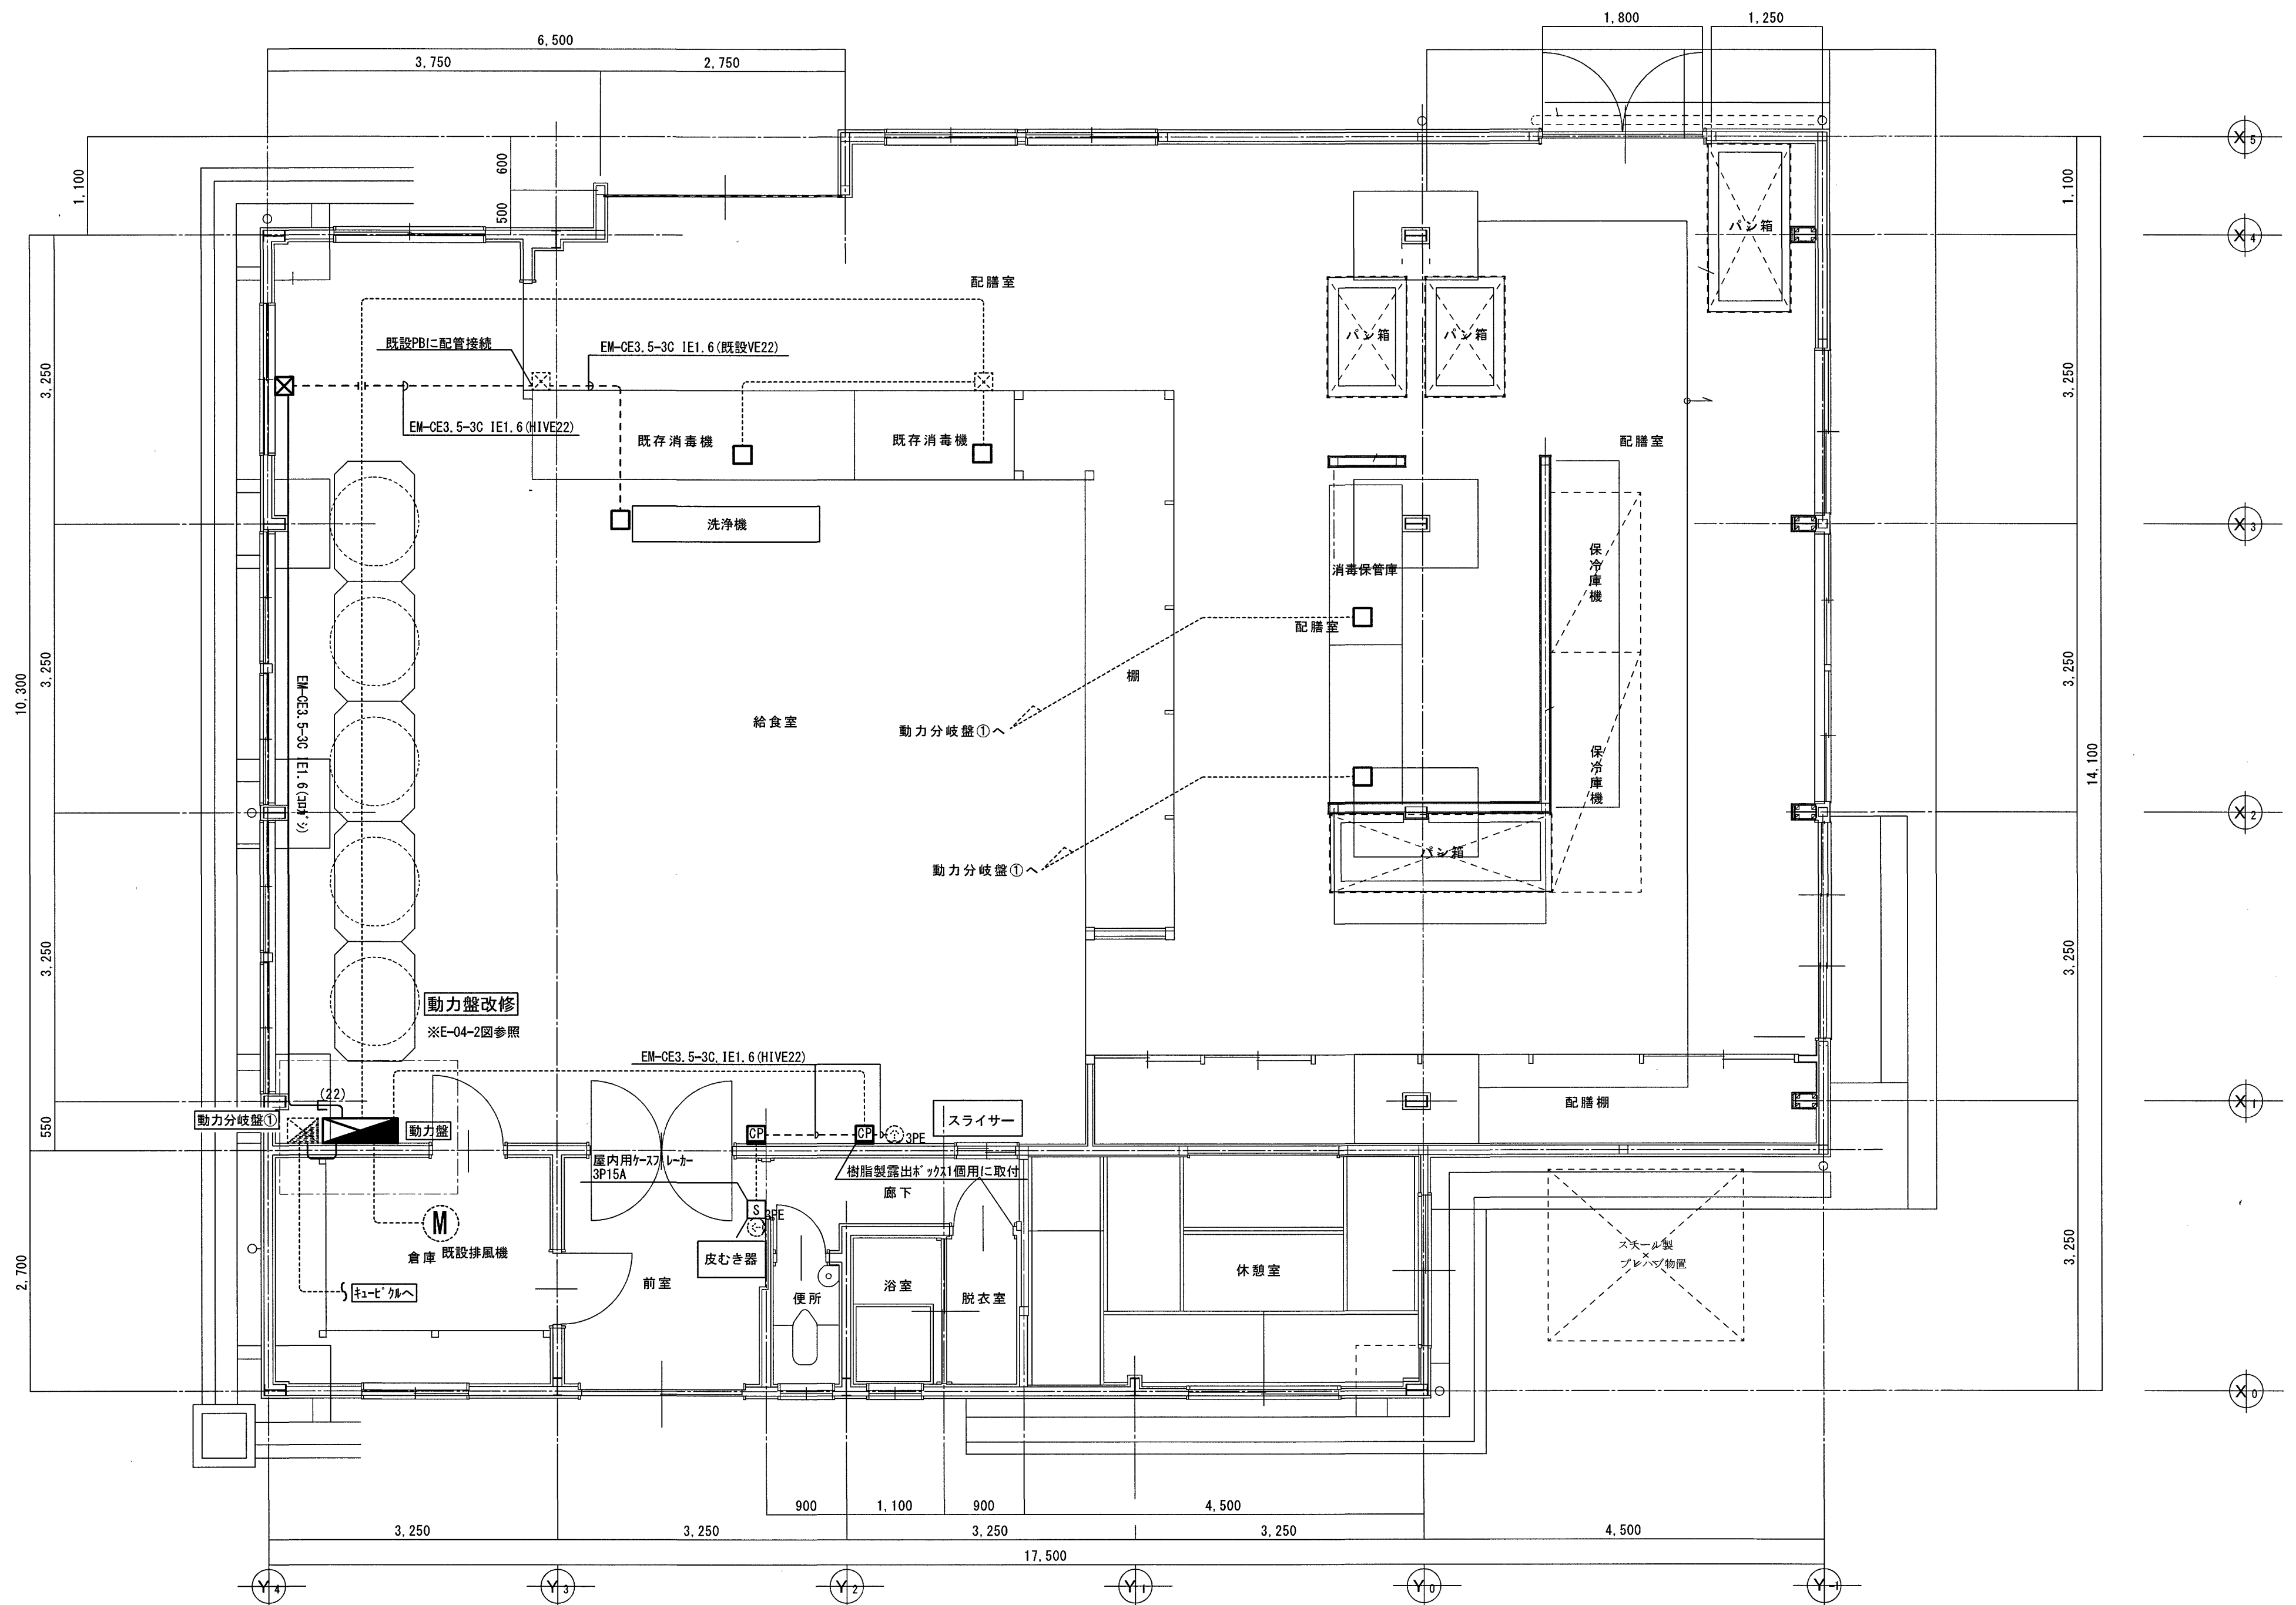 1,800
1,250
6,500
3,750
2,750
X5
600
500
1,100
1,100
X4
パン箱
配膳室
パン箱
パン箱
既設PBに配管接続
EM-CE3.5-3C IE1.6(既設VE22)
3,250
3,250
EM-CE3.5-3C IE1.6(HIVE22)
既存消毒機
既存消毒機
配膳室
洗浄機
X3
保冷庫機
消毒保管庫
配膳室
棚
10,300
3,250
3,250
EM-CE3.5-3C IE1.6(ｺﾛｶﾞｼ)
給食室
動力分岐盤①へ
14,100
保冷庫機
X2
パン箱
動力分岐盤①へ
3,250
3,250
動力盤改修
※E-04-2図参照
EM-CE3.5-3C,IE1.6(HIVE22)
(22)
動力分岐盤①
動力盤
スライサー
配膳棚
X1
550
CP
CP
3PE
屋内用ｹｰｽﾌﾞﾚｰｶｰ
3P15A
樹脂製露出ﾎﾞｯｸｽ1個用に取付
廊下
S
3PE
M
倉庫
既設排風機
皮むき器
スチール製
プレハブ物置
3,250
2,700
ｷｭｰﾋﾞｸﾙへ
前室
便所
浴室
脱衣室
休憩室
X0
900
1,100
900
4,500
3,250
3,250
3,250
3,250
4,500
17,500
Y4
Y3
Y2
Y1
Y0
Y-1